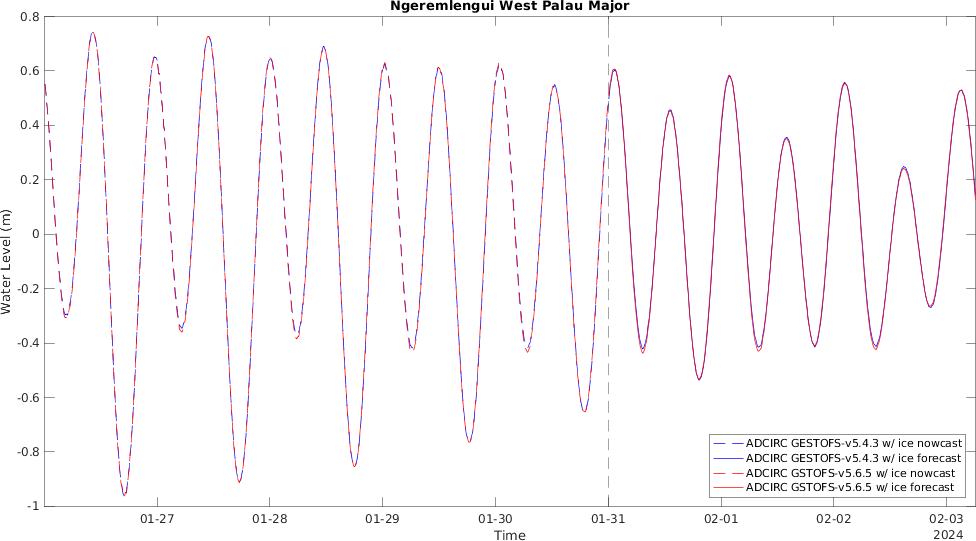 Ngeremlengui West Palau Major
0.8
0.6
0.4
0.2
0
-0.2
-0.4
-0.6
-0.8
-1
Water Level (m)
01-27
01-28
01-29
01-30
01-31
02-01
02-02
02-03
2024
Time
ADCIRC GESTOFS-v5.4.3 w/ ice nowcast
ADCIRC GESTOFS-v5.4.3 w/ ice forecast
ADCIRC GSTOFS-v5.6.5 w/ ice nowcast
ADCIRC GSTOFS-v5.6.5 w/ ice forecast